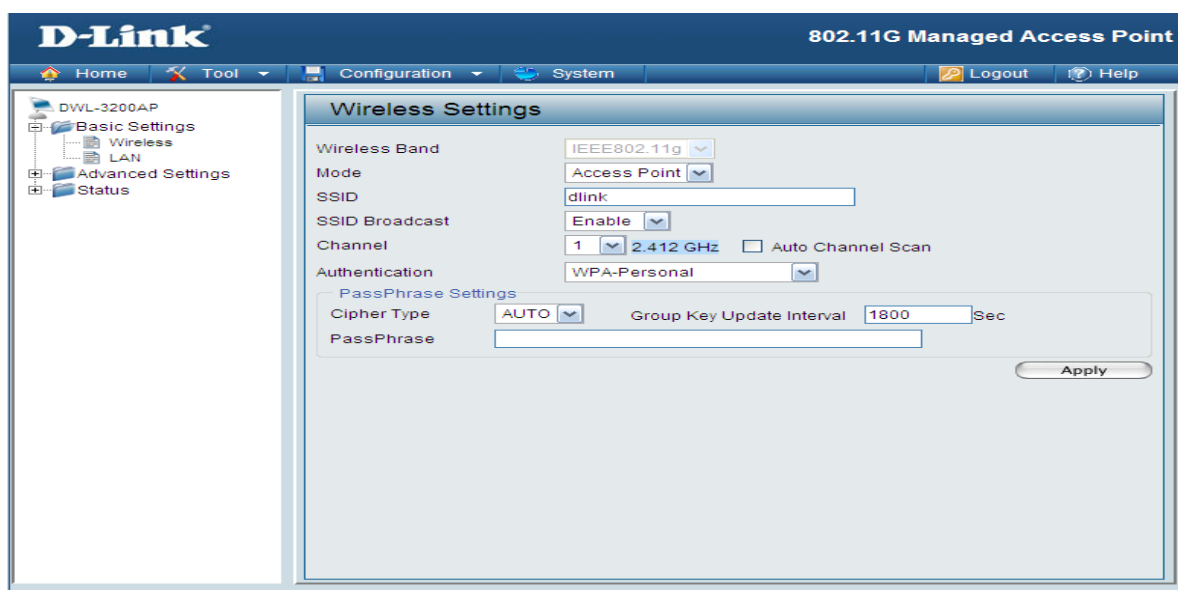 D-Link
802.11G Managed Access Point
Home Tool Configuration System Logout Help
DWL-3200AP
Basic Settings
Wireless
LAN
Advanced Settings
Status
Wireless Settings
Wireless Band IEEE802.11g
Mode Access Point
SSID dlink
SSID Broadcast Enable
Channel 1 2.412 GHz Auto Channel Scan
Authentication WPA-Personal
PassPhrase Settings
Cipher Type AUTO Group Key Update Interval 1800 Sec
PassPhrase
Apply